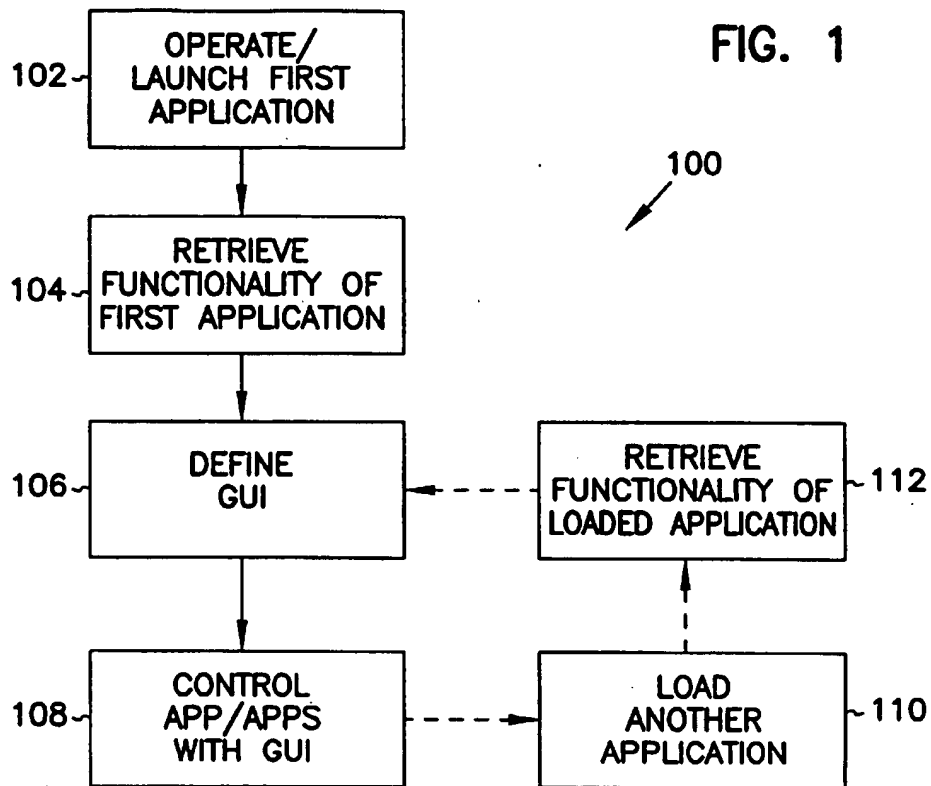 FIG. 1
100
102
OPERATE/
LAUNCH FIRST
APPLICATION
104
RETRIEVE
FUNCTIONALITY OF
FIRST APPLICATION
106
DEFINE
GUI
RETRIEVE
FUNCTIONALITY OF
LOADED APPLICATION
112
108
CONTROL
APP/APPS
WITH GUI
LOAD
ANOTHER
APPLICATION
110